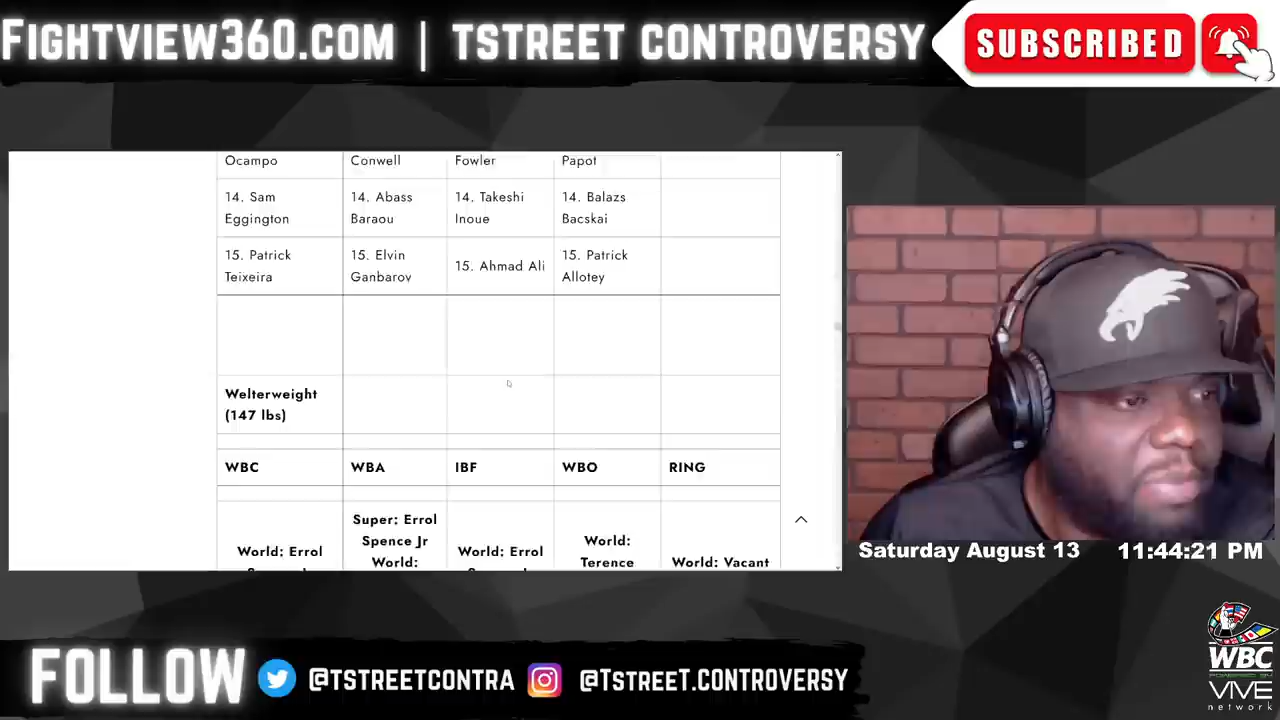 FIGHTVIEW360.COM | TSTREET CONTROVERSY
SUBSCRIBED
Ocampo
Conwell
Fowler
Papot
14. Sam
Eggington
14. Abass
Baraou
14. Takeshi
Inoue
14. Balazs
Bacskai
15. Patrick
Teixeira
15. Elvin
Ganbarov
15. Ahmad Ali
15. Patrick
Allotey
Welterweight
(147 lbs)
WBC
WBA
IBF
WBO
RING
World: Errol
Super: Errol
Spence Jr
World:
World: Errol
World:
Terence
World: Vacant
Saturday August 13
11:44:21 PM
FOLLOW
@TSTREETCONTRA
@TSTREET.CONTROVERSY
WBC
POWERED BY
VIVE
network